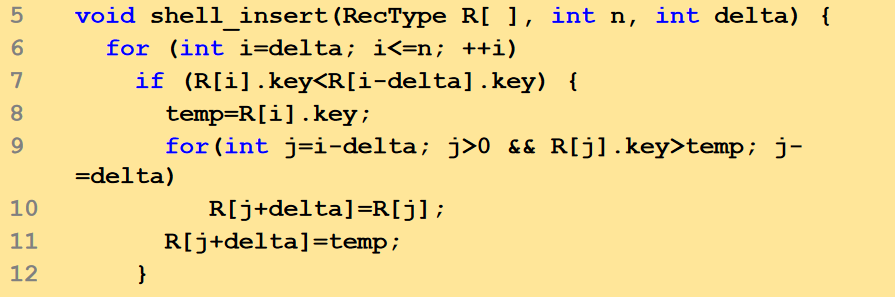 5 void shell_insert(RecType R[ ], int n, int delta) {
6 for (int i=delta; i<=n; ++i)
7 if (R[i].key<R[i-delta].key) {
8 temp=R[i].key;
9 for(int j=i-delta; j>0 && R[j].key>temp; j-
=delta)
10 R[j+delta]=R[j];
11 R[j+delta]=temp;
12 }